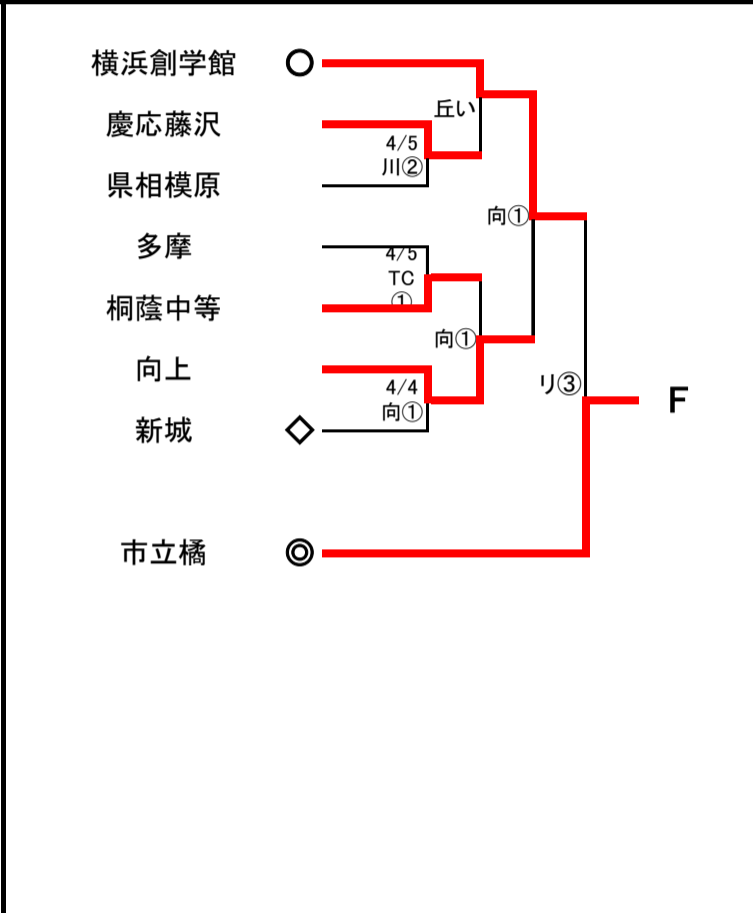 横浜創学館 ○
丘い
慶応藤沢
4/5
川②
県相模原
向①
多摩
4/5
TC
①
桐蔭中等
向①
向上
4/4
向①
リ③
F
新城 ◇
市立橘 ◎